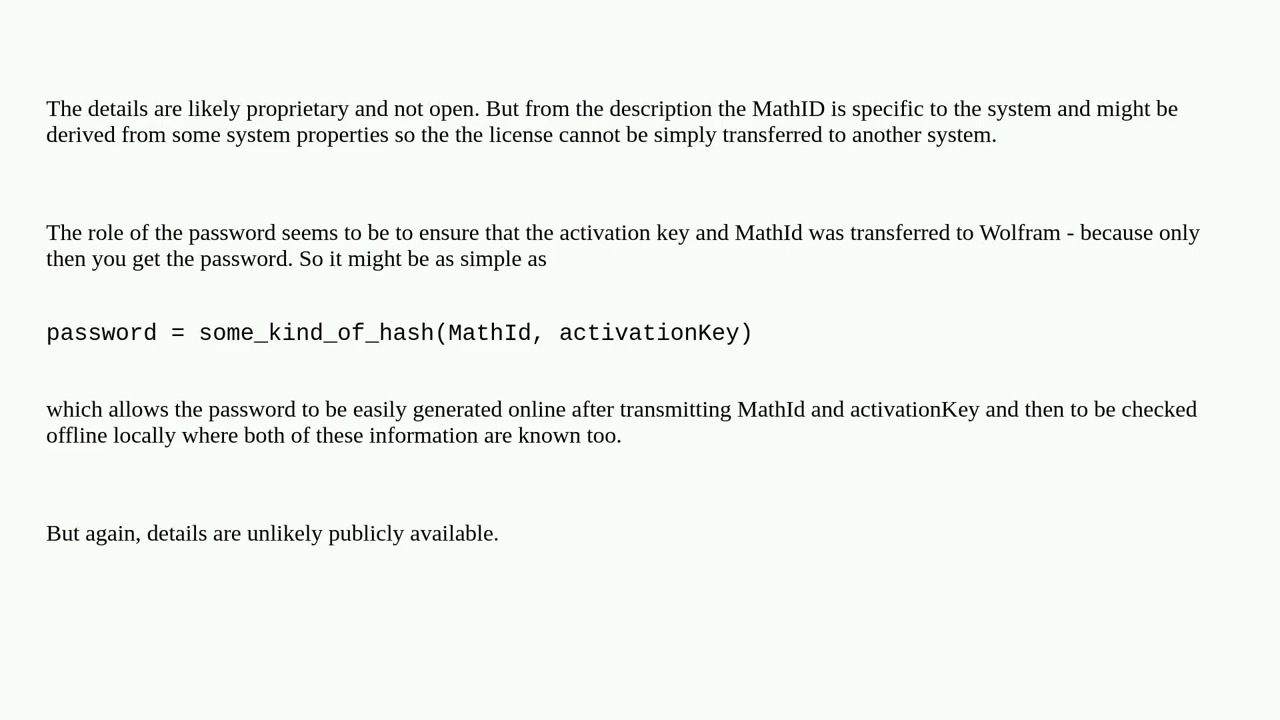 The details are likely proprietary and not open. But from the description the MathID is specific to the system and might be
derived from some system properties so the the license cannot be simply transferred to another system.
The role of the password seems to be to ensure that the activation key and MathId was transferred to Wolfram - because only
then you get the password. So it might be as simple as
password = some_kind_of_hash(MathId, activationKey)
which allows the password to be easily generated online after transmitting MathId and activationKey and then to be checked
offline locally where both of these information are known too.
But again, details are unlikely publicly available.